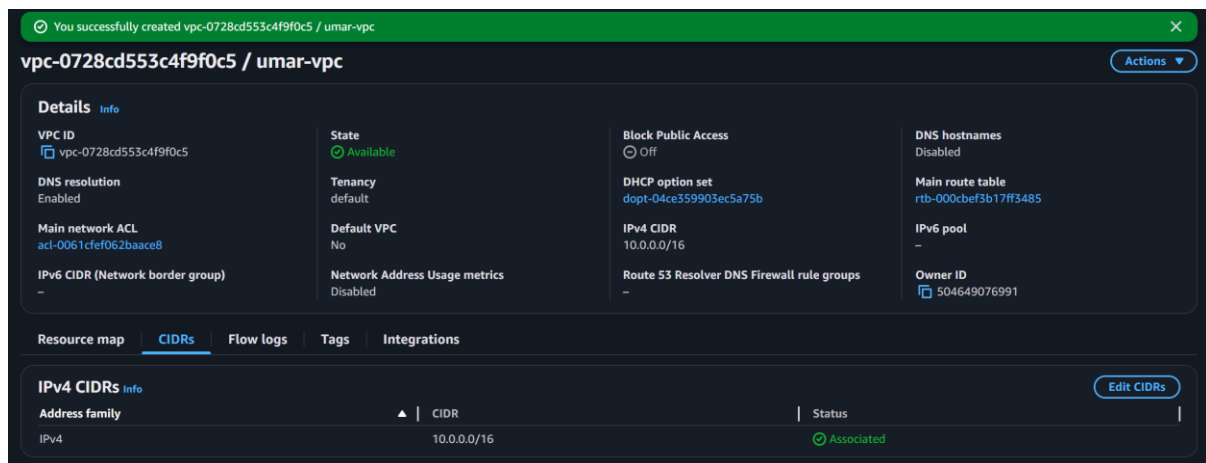 You successfully created vpc-0728cd553c4f9f0c5 / umar-vpc
vpc-0728cd553c4f9f0c5 / umar-vpc
Actions
Details Info
VPC ID
vpc-0728cd553c4f9f0c5
State
Available
Block Public Access
Off
DNS hostnames
Disabled
DNS resolution
Enabled
Tenancy
default
DHCP option set
dopt-04ce359903ec5a75b
Main route table
rtb-000cbef3b17ff3485
Main network ACL
acl-0061cfef062baace8
Default VPC
No
IPv4 CIDR
10.0.0.0/16
IPv6 pool
–
IPv6 CIDR (Network border group)
–
Network Address Usage metrics
Disabled
Route 53 Resolver DNS Firewall rule groups
–
Owner ID
504649076991
Resource map CIDRs Flow logs Tags Integrations
IPv4 CIDRs Info
Edit CIDRs
Address family CIDR Status
IPv4 10.0.0.0/16 Associated